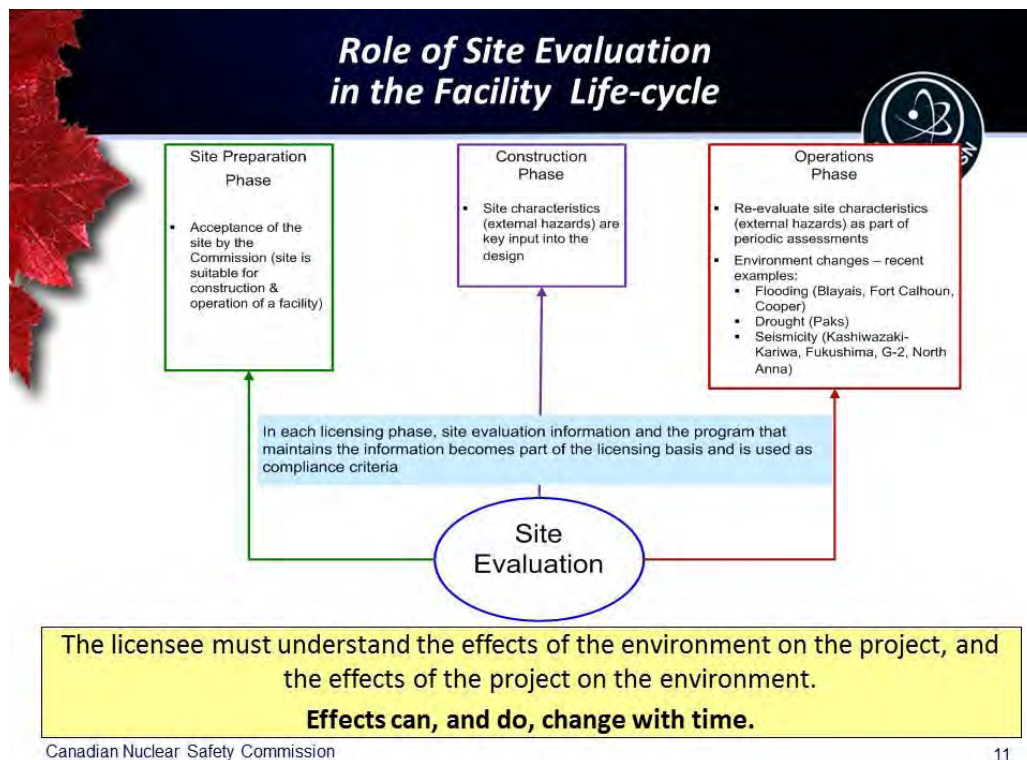 Role of Site Evaluation
in the Facility Life-cycle
Site Preparation
Phase
▪ Acceptance of the
site by the
Commission (site is
suitable for
construction &
operation of a facility)
Construction
Phase
▪ Site characteristics
(external hazards) are
key input into the
design
Operations
Phase
▪ Re-evaluate site characteristics
(external hazards) as part of
periodic assessments
▪ Environment changes – recent
examples:
▪ Flooding (Blayais, Fort Calhoun,
Cooper)
▪ Drought (Paks)
▪ Seismicity (Kashiwazaki-
Kariwa, Fukushima, G-2, North
Anna)
In each licensing phase, site evaluation information and the program that
maintains the information becomes part of the licensing basis and is used as
compliance criteria
Site
Evaluation
The licensee must understand the effects of the environment on the project, and
the effects of the project on the environment.
Effects can, and do, change with time.
Canadian Nuclear Safety Commission
11